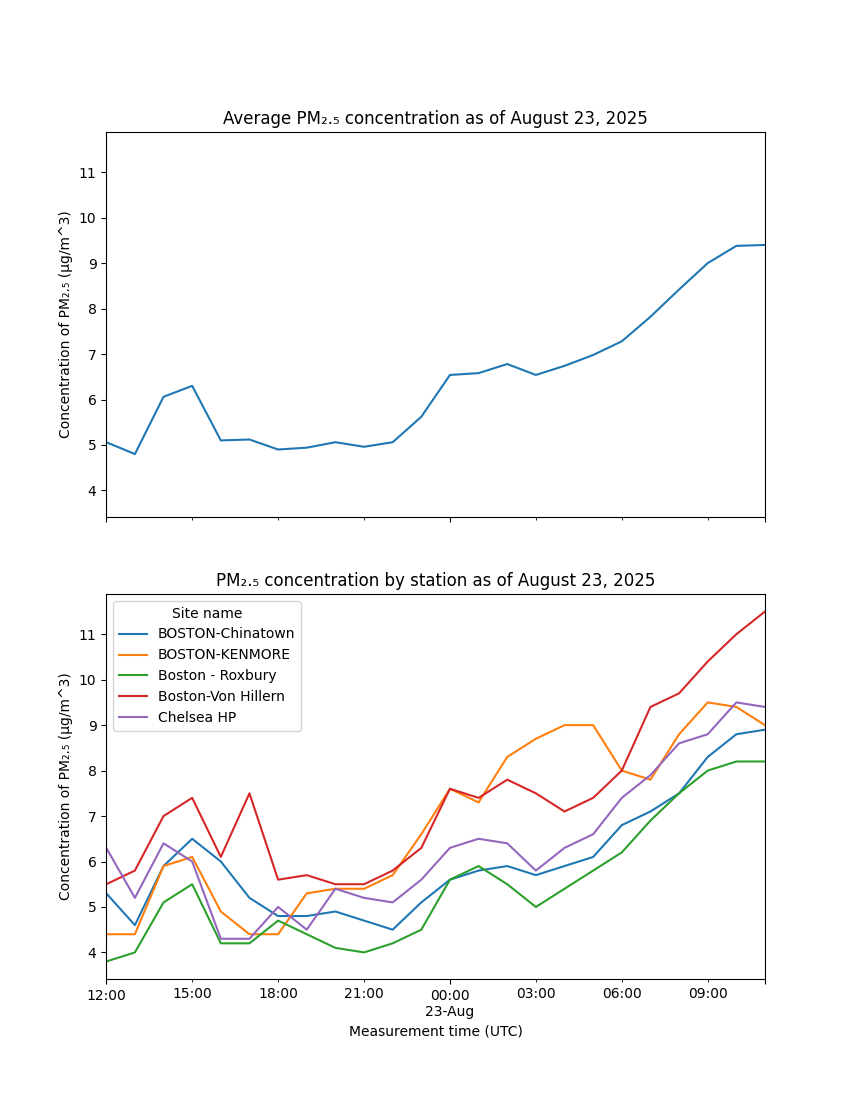 Average PM₂.₅ concentration as of August 23, 2025
Concentration of PM₂.₅ (μg/m^3)
11
10
9
8
7
6
5
4
PM₂.₅ concentration by station as of August 23, 2025
Concentration of PM₂.₅ (μg/m^3)
11
10
9
8
7
6
5
4
Site name
BOSTON-Chinatown
BOSTON-KENMORE
Boston - Roxbury
Boston-Von Hillern
Chelsea HP
12:00 15:00 18:00 21:00 00:00 03:00 06:00 09:00
23-Aug
Measurement time (UTC)